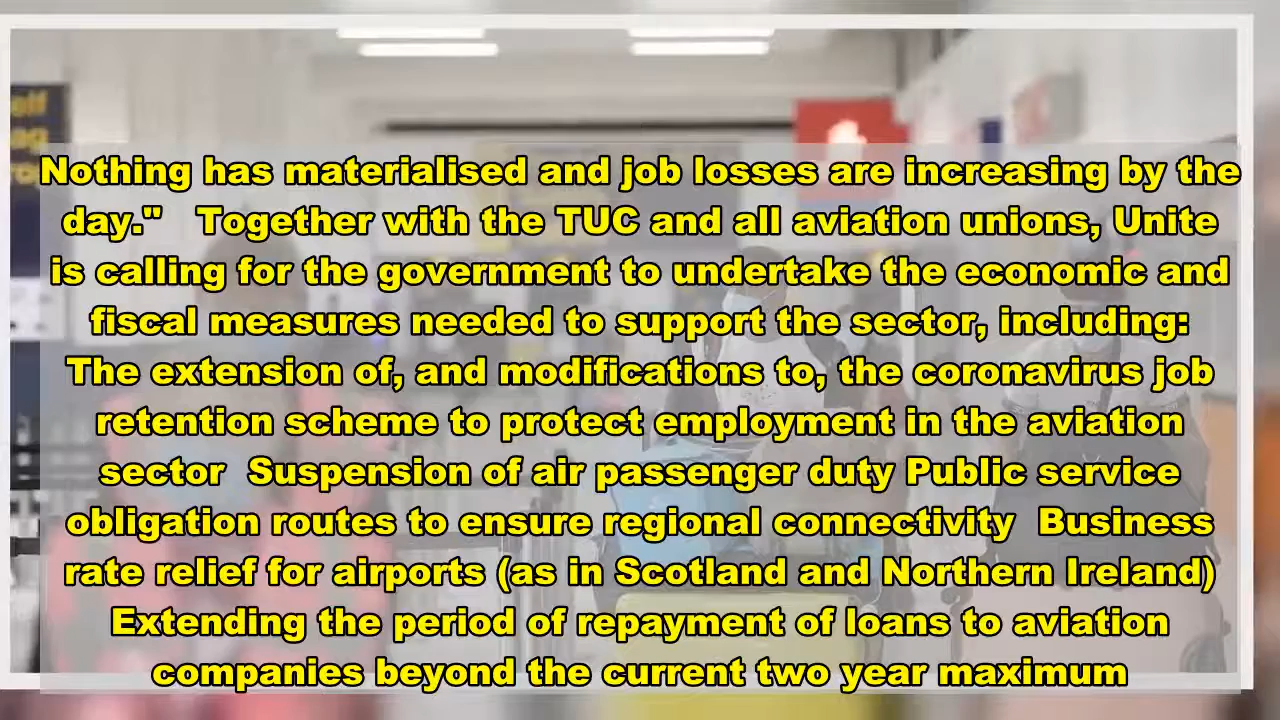 elf
ag
Nothing has materialised and job losses are increasing by the
day." Together with the TUC and all aviation unions, Unite
is calling for the government to undertake the economic and
fiscal measures needed to support the sector, including:
The extension of, and modifications to, the coronavirus job
retention scheme to protect employment in the aviation
sector Suspension of air passenger duty Public service
obligation routes to ensure regional connectivity Business
rate relief for airports (as in Scotland and Northern Ireland)
Extending the period of repayment of loans to aviation
companies beyond the current two year maximum